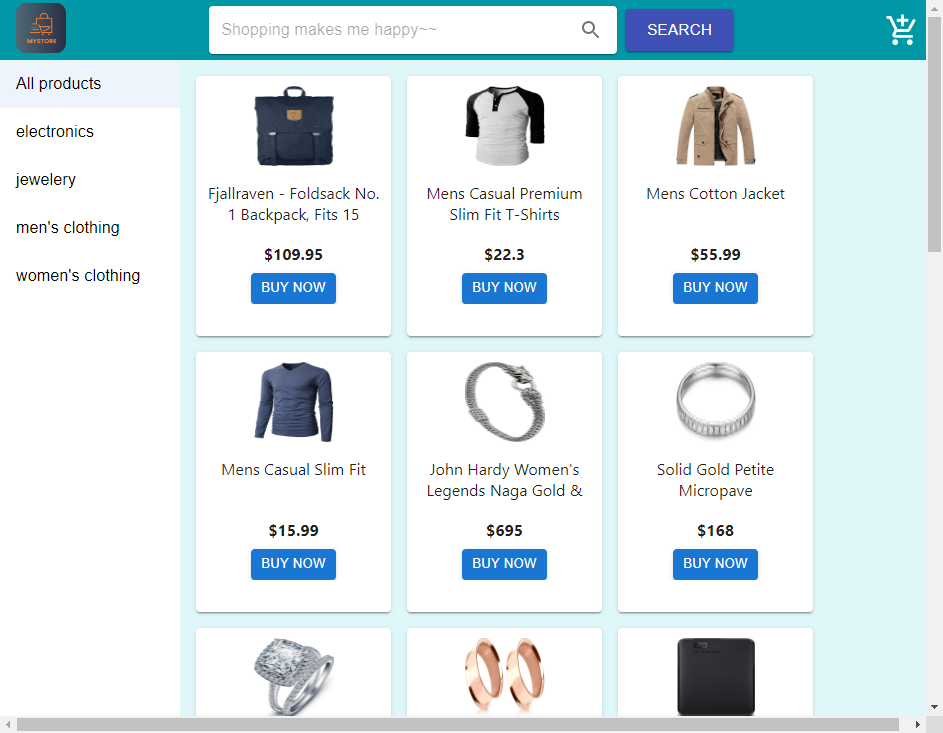 MYSTORE
Shopping makes me happy~~
SEARCH
All products
electronics
jewelery
men's clothing
women's clothing
Fjallraven - Foldsack No.
1 Backpack, Fits 15
$109.95
BUY NOW
Mens Casual Premium
Slim Fit T-Shirts
$22.3
BUY NOW
Mens Cotton Jacket
$55.99
BUY NOW
Mens Casual Slim Fit
$15.99
BUY NOW
John Hardy Women's
Legends Naga Gold &
$695
BUY NOW
Solid Gold Petite
Micropave
$168
BUY NOW